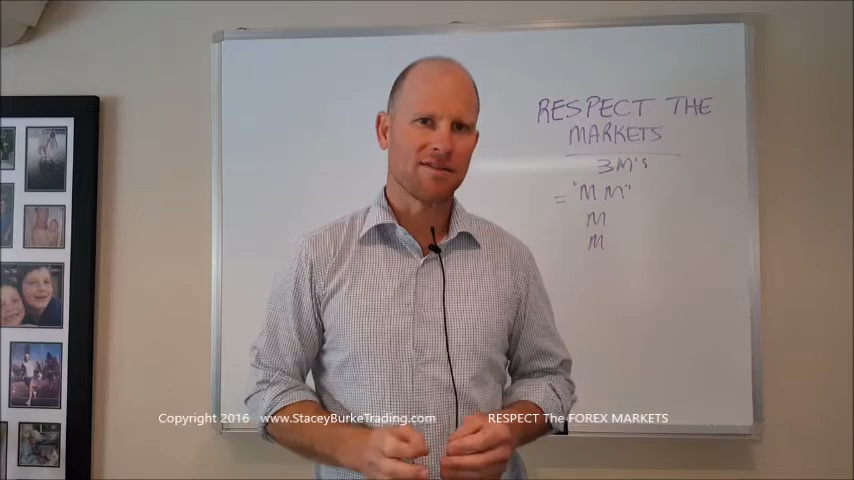 RESPECT THE
MARKETS
3M's
= "M M"
M
M
Copyright © 2016 www.StaceyBurkeTrading.com RESPECT The FOREX MARKETS